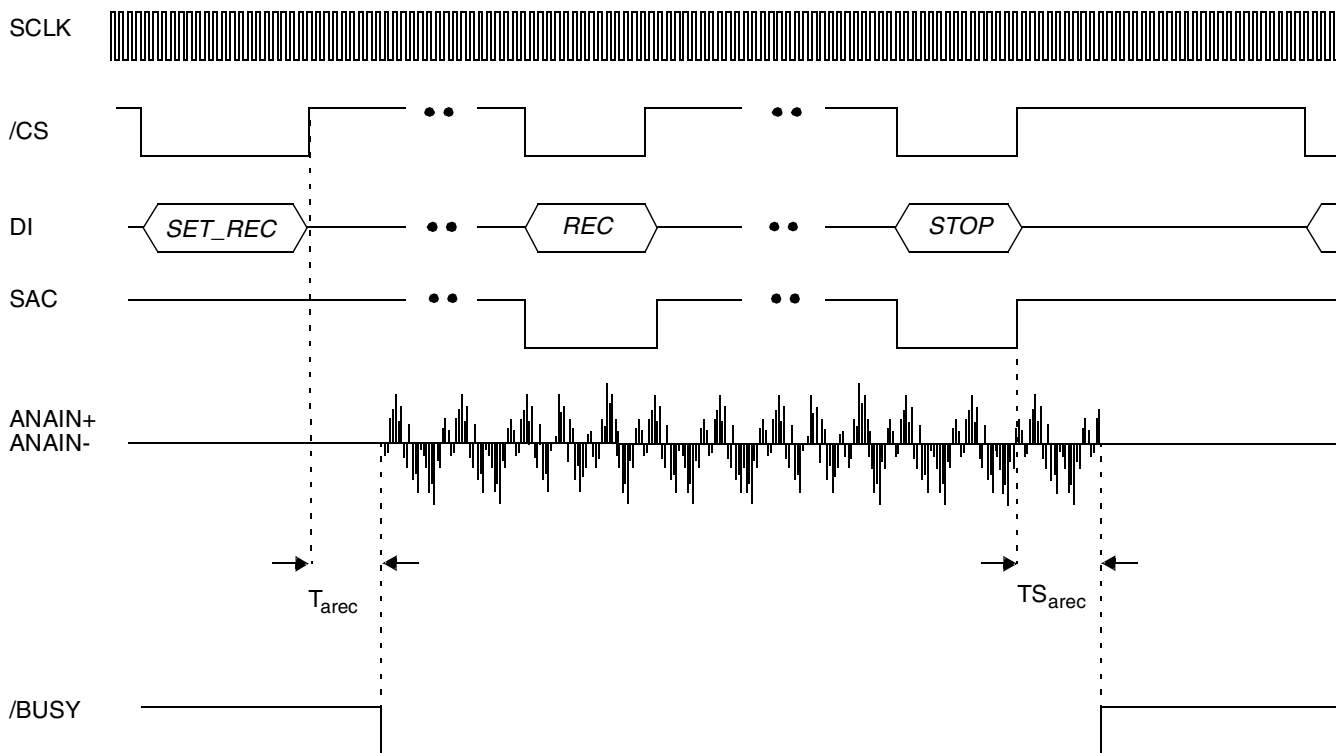 SCLK
/CS
DI
SET_REC
REC
STOP
SAC
ANAIN+
ANAIN-
Tarec
TSarec
/BUSY